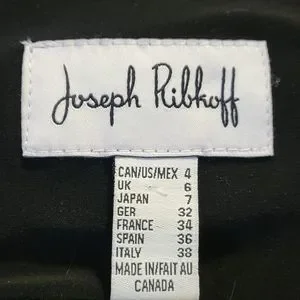 Joseph Ribkoff
CAN/US/MEX 4
UK 6
JAPAN 7
GER 32
FRANCE 34
SPAIN 36
ITALY 38
MADE IN/FAIT AU
CANADA